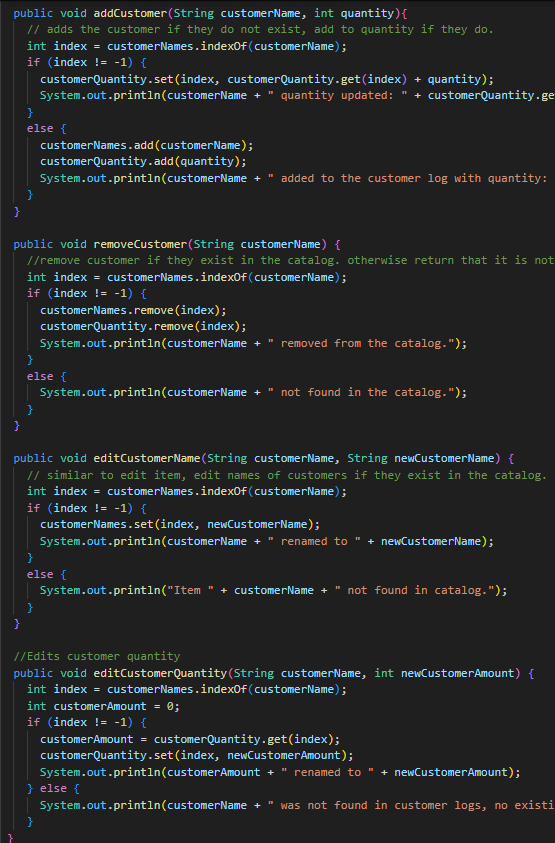 public void addCustomer(String customerName, int quantity){
// adds the customer if they do not exist, add to quantity if they do.
int index = customerNames.indexOf(customerName);
if (index != -1) {
customerQuantity.set(index, customerQuantity.get(index) + quantity);
System.out.println(customerName + " quantity updated: " + customerQuantity.ge
}
else {
customerNames.add(customerName);
customerQuantity.add(quantity);
System.out.println(customerName + " added to the customer log with quantity:
}
}
public void removeCustomer(String customerName) {
//remove customer if they exist in the catalog. otherwise return that it is not
int index = customerNames.indexOf(customerName);
if (index != -1) {
customerNames.remove(index);
customerQuantity.remove(index);
System.out.println(customerName + " removed from the catalog.");
}
else {
System.out.println(customerName + " not found in the catalog.");
}
}
public void editCustomerName(String customerName, String newCustomerName) {
// similar to edit item, edit names of customers if they exist in the catalog.
int index = customerNames.indexOf(customerName);
if (index != -1) {
customerNames.set(index, newCustomerName);
System.out.println(customerName + " renamed to " + newCustomerName);
}
else {
System.out.println("Item " + customerName + " not found in catalog.");
}
}
//Edits customer quantity
public void editCustomerQuantity(String customerName, int newCustomerAmount) {
int index = customerNames.indexOf(customerName);
int customerAmount = 0;
if (index != -1) {
customerAmount = customerQuantity.get(index);
customerQuantity.set(index, newCustomerAmount);
System.out.println(customerAmount + " renamed to " + newCustomerAmount);
} else {
System.out.println(customerName + " was not found in customer logs, no existi
}
}